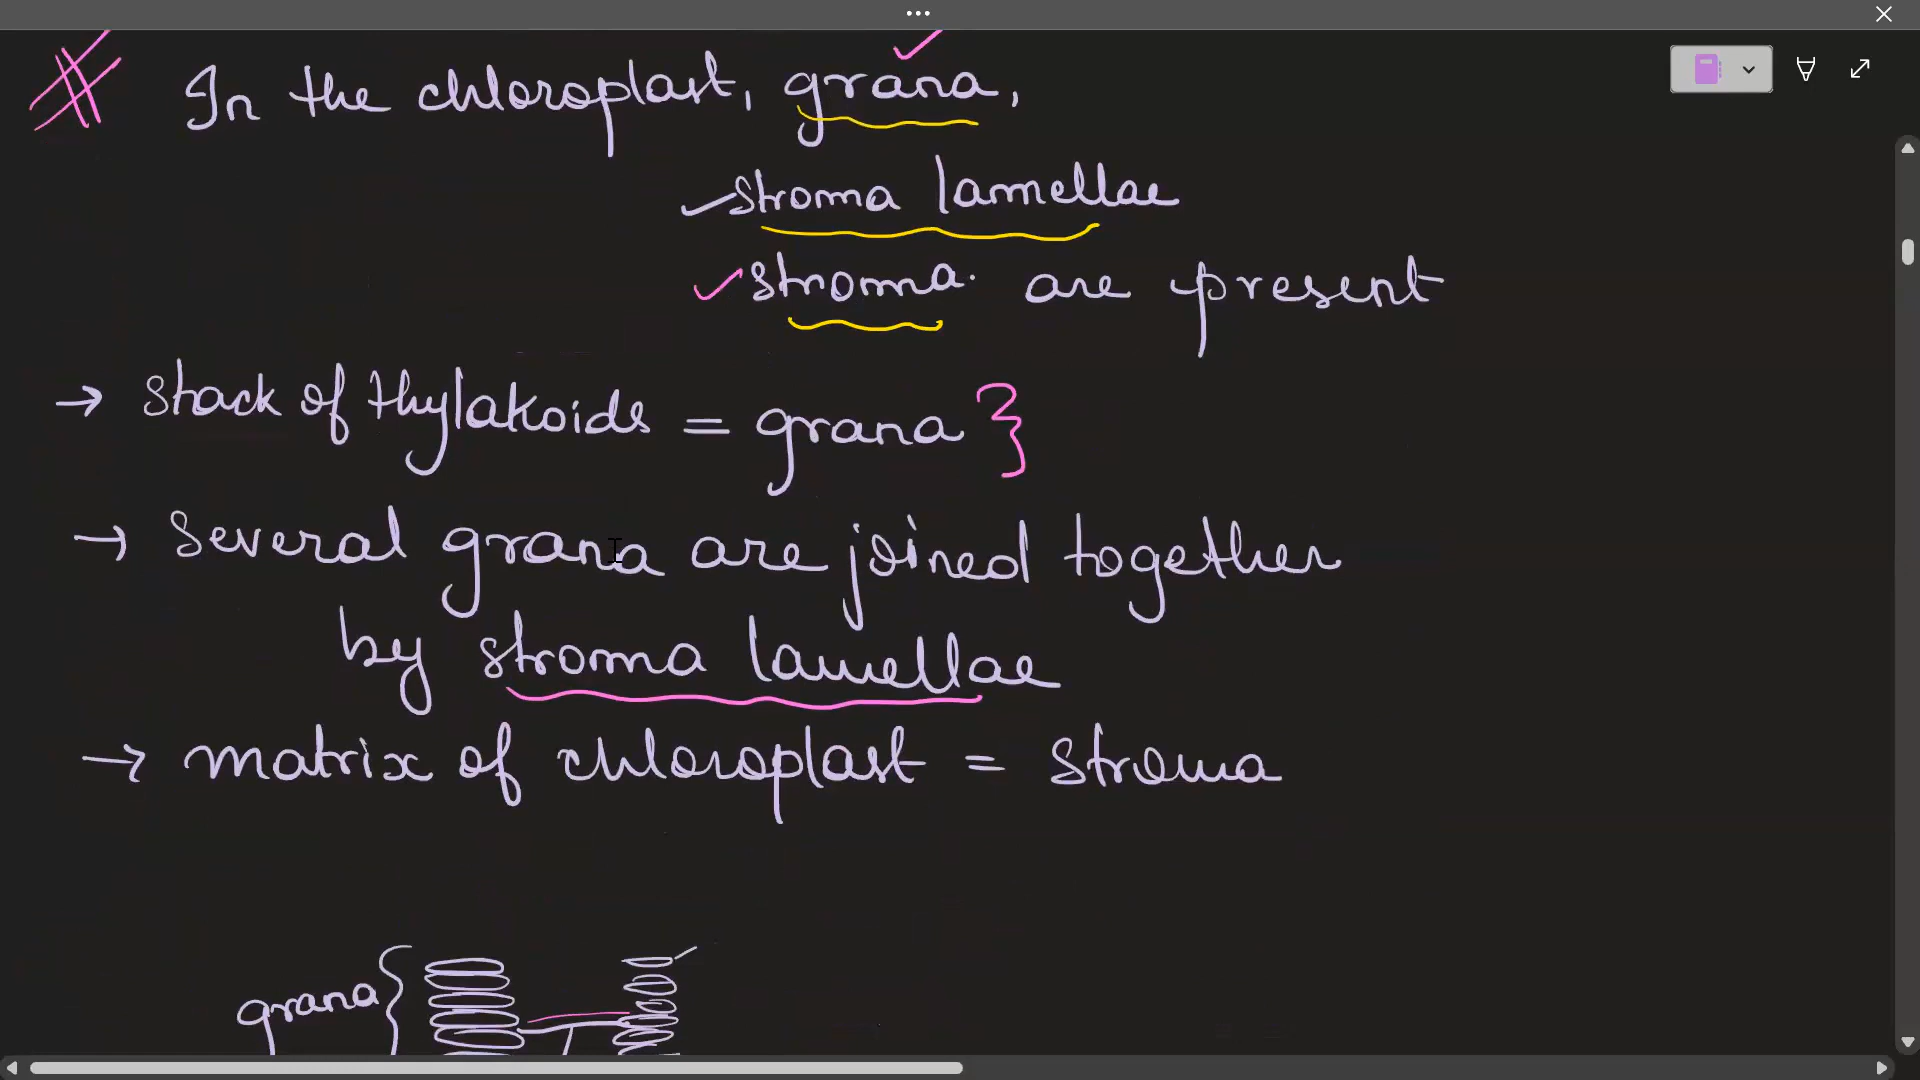 In the chloroplast, grana,
stroma lamellae
stroma. are present
→ stack of thylakoids = grana }
→ several grana are joined together
by stroma lamellae
→ matrix of chloroplast = stroma
grana {